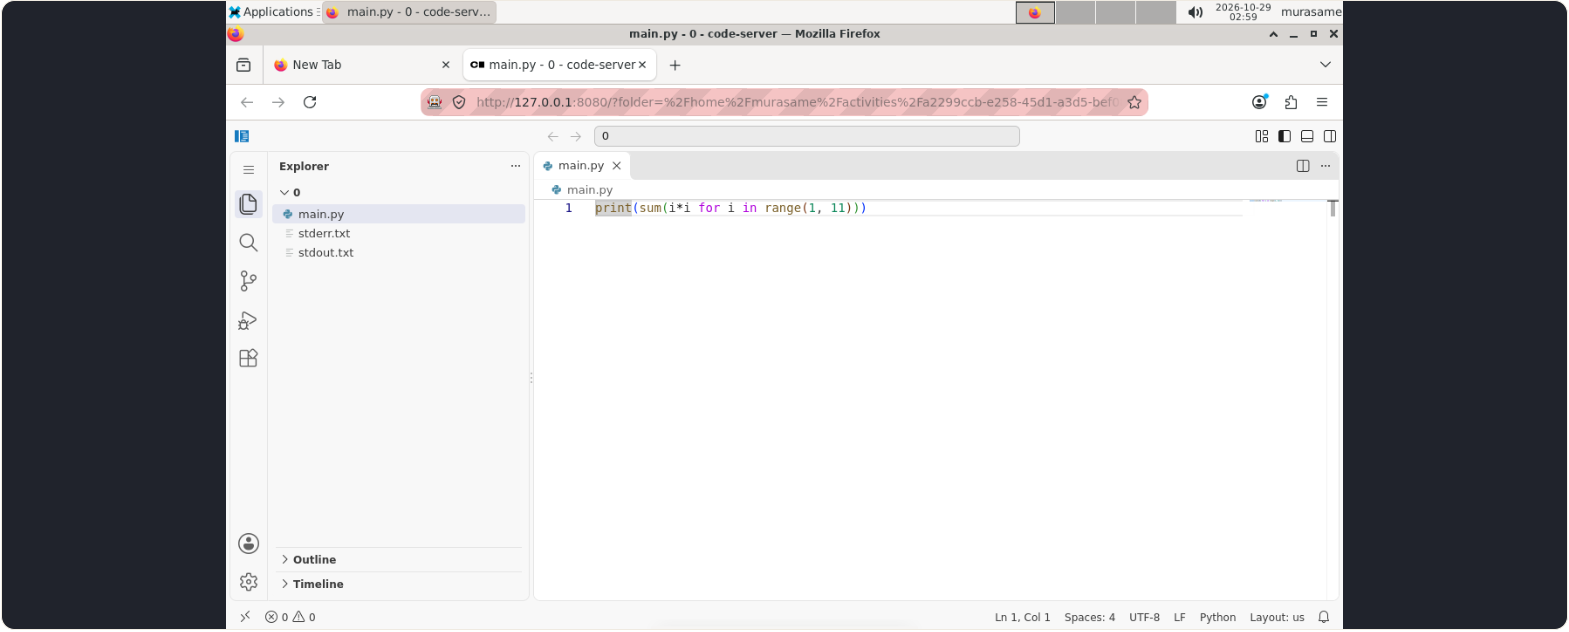 Applications
main.py - 0 - code-serv...
2026-10-29
02:59
murasame
main.py - 0 - code-server — Mozilla Firefox
New Tab
main.py - 0 - code-server
http://127.0.0.1:8080/?folder=%2Fhome%2Fmurasame%2Factivities%2Fa2299ccb-e258-45d1-a3d5-bef0
0
Explorer
main.py
0
main.py
main.py
1 print(sum(i*i for i in range(1, 11)))
stderr.txt
stdout.txt
Outline
Timeline
0 0
Ln 1, Col 1
Spaces: 4
UTF-8
LF
Python
Layout: us